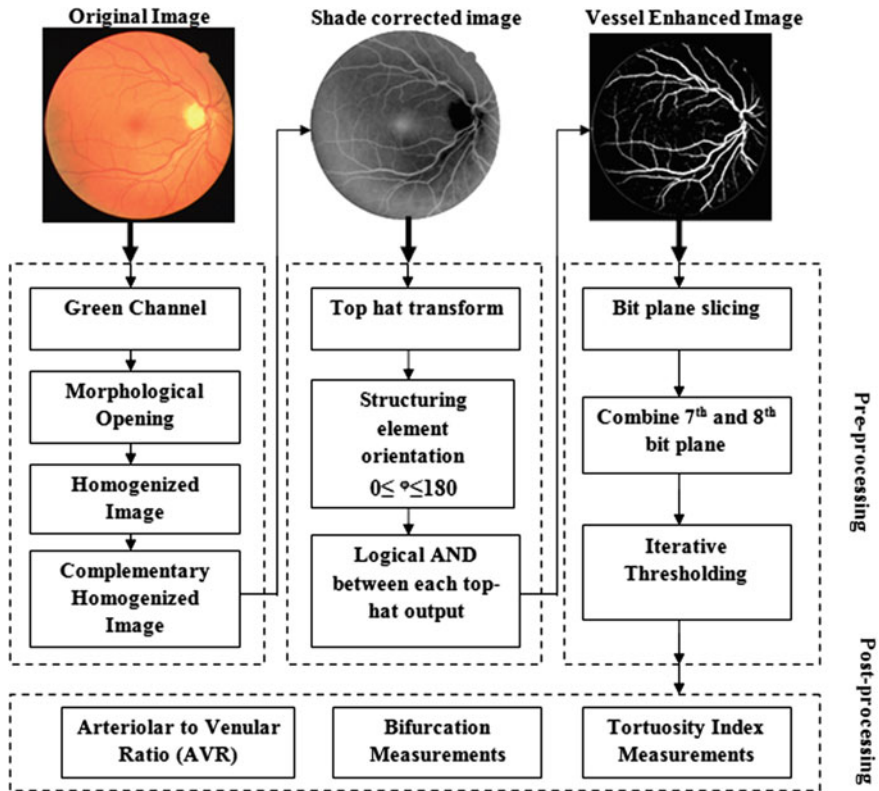 Original Image
Shade corrected image
Vessel Enhanced Image
Green Channel
Morphological
Opening
Homogenized
Image
Complementary
Homogenized
Image
Top hat transform
Structuring
element
orientation
0≤ φ≤180
Logical AND
between each top-
hat output
Bit plane slicing
Combine 7th and 8th
bit plane
Iterative
Thresholding
Pre-processing
Arteriolar to Venular
Ratio (AVR)
Bifurcation
Measurements
Tortuosity Index
Measurements
Post-processing